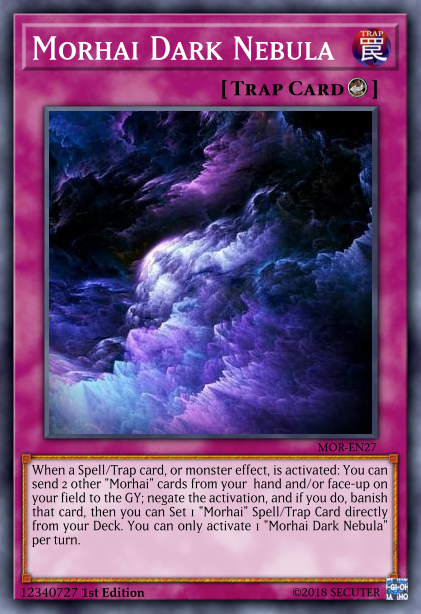 MORHAI DARK NEBULA
TRAP
罠
[TRAP CARD]
MOR-EN27
When a Spell/Trap card, or monster effect, is activated: You can
send 2 other "Morhai" cards from your hand and/or face-up on
your field to the GY; negate the activation, and if you do, banish
that card, then you can Set 1 "Morhai" Spell/Trap Card directly
from your Deck. You can only activate 1 "Morhai Dark Nebula"
per turn.
12340727 1st Edition
©2018 SECUTER